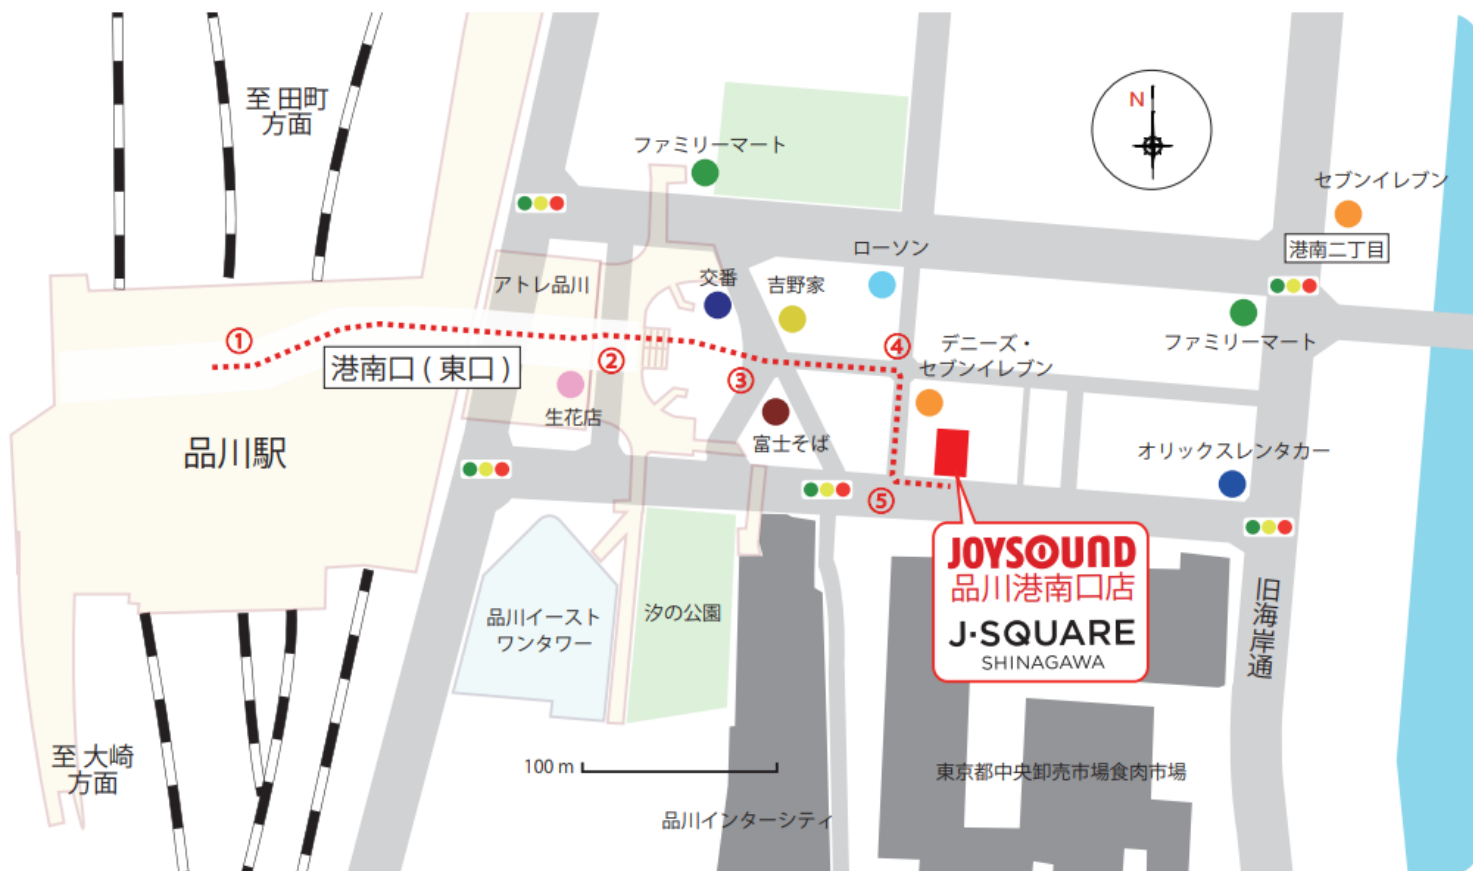 至 田町
方面
N
ファミリーマート
セブンイレブン
港南二丁目
ローソン
アトレ品川
交番
吉野家
①
④
デニーズ・
セブンイレブン
ファミリーマート
港南口 ( 東口 )
②
③
生花店
富士そば
品川駅
オリックスレンタカー
⑤
JOYSOUND
品川港南口店
J·SQUARE
SHINAGAWA
品川イースト
ワンタワー
汐の公園
旧海岸通
至 大崎
方面
100 m
東京都中央卸売市場食肉市場
品川インターシティ